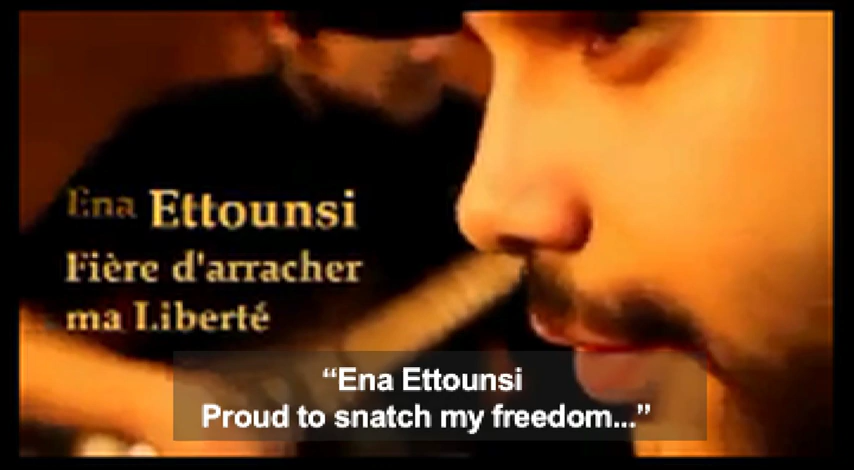 Ena Ettounsi
Fière d'arracher
ma Liberté
“Ena Ettounsi
Proud to snatch my freedom...”